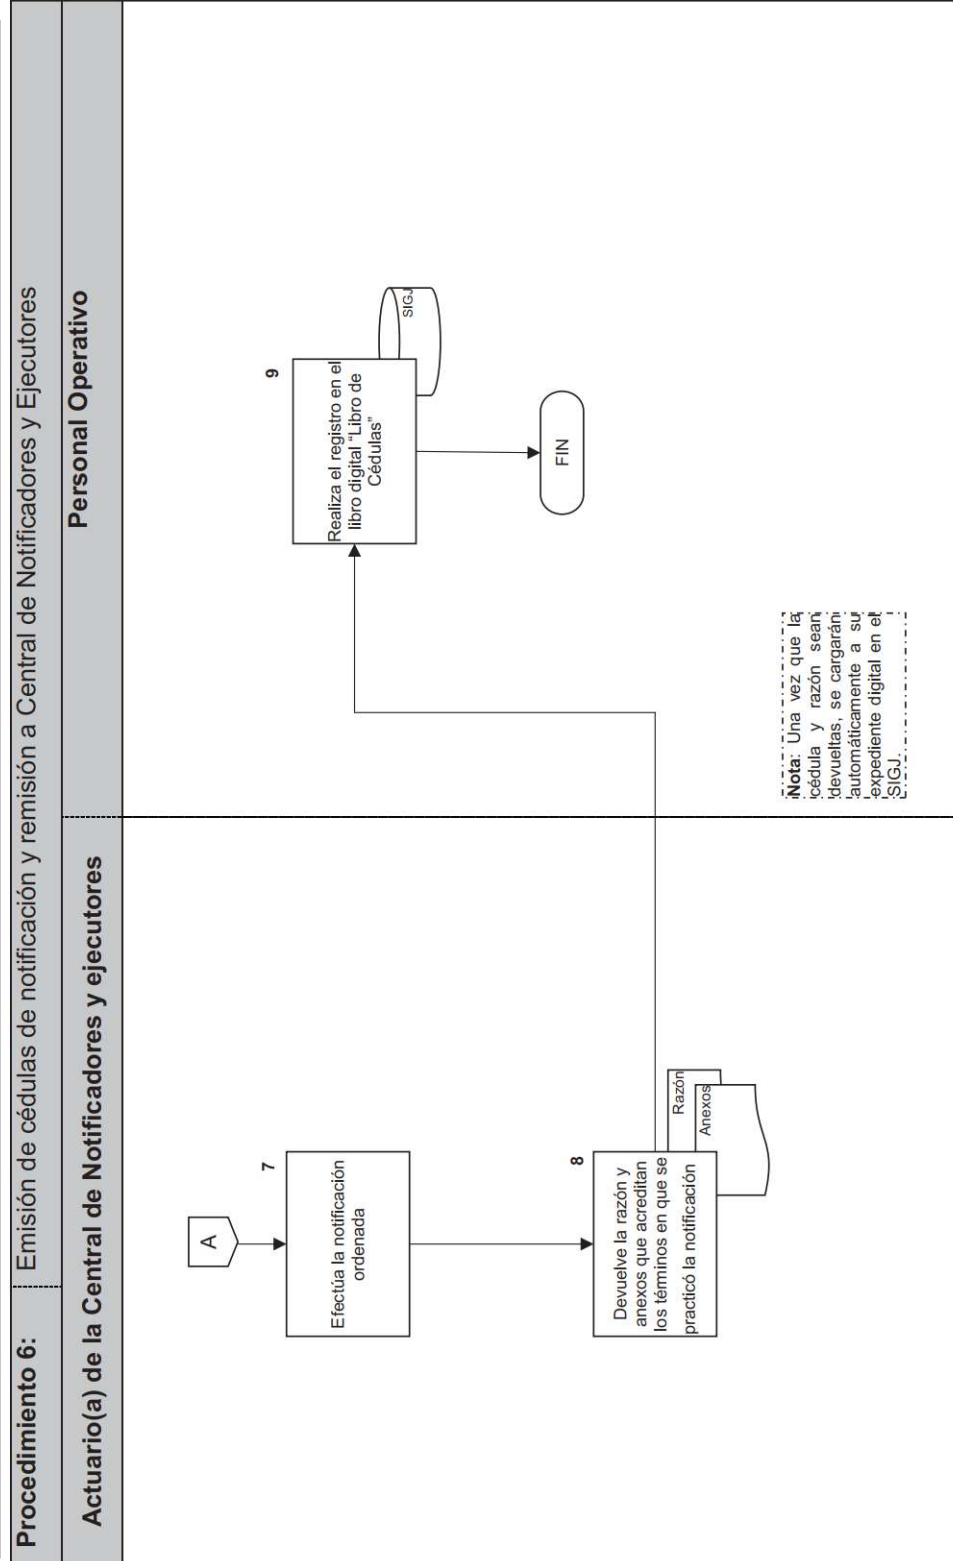 Procedimiento 6: Emisión de cédulas de notificación y remisión a Central de Notificadores y Ejecutores
Actuario(a) de la Central de Notificadores y ejecutores
Personal Operativo
A
7
Efectúa la notificación
ordenada
8
Devuelve la razón y
anexos que acreditan
los términos en que se
practicó la notificación
Razón
Anexos
9
Realiza el registro en el
libro digital “Libro de
Cédulas”
SIGJ
FIN
Nota: Una vez que la
cédula y razón sean
devueltas, se cargarán
automáticamente a su
expediente digital en el
SIGJ.